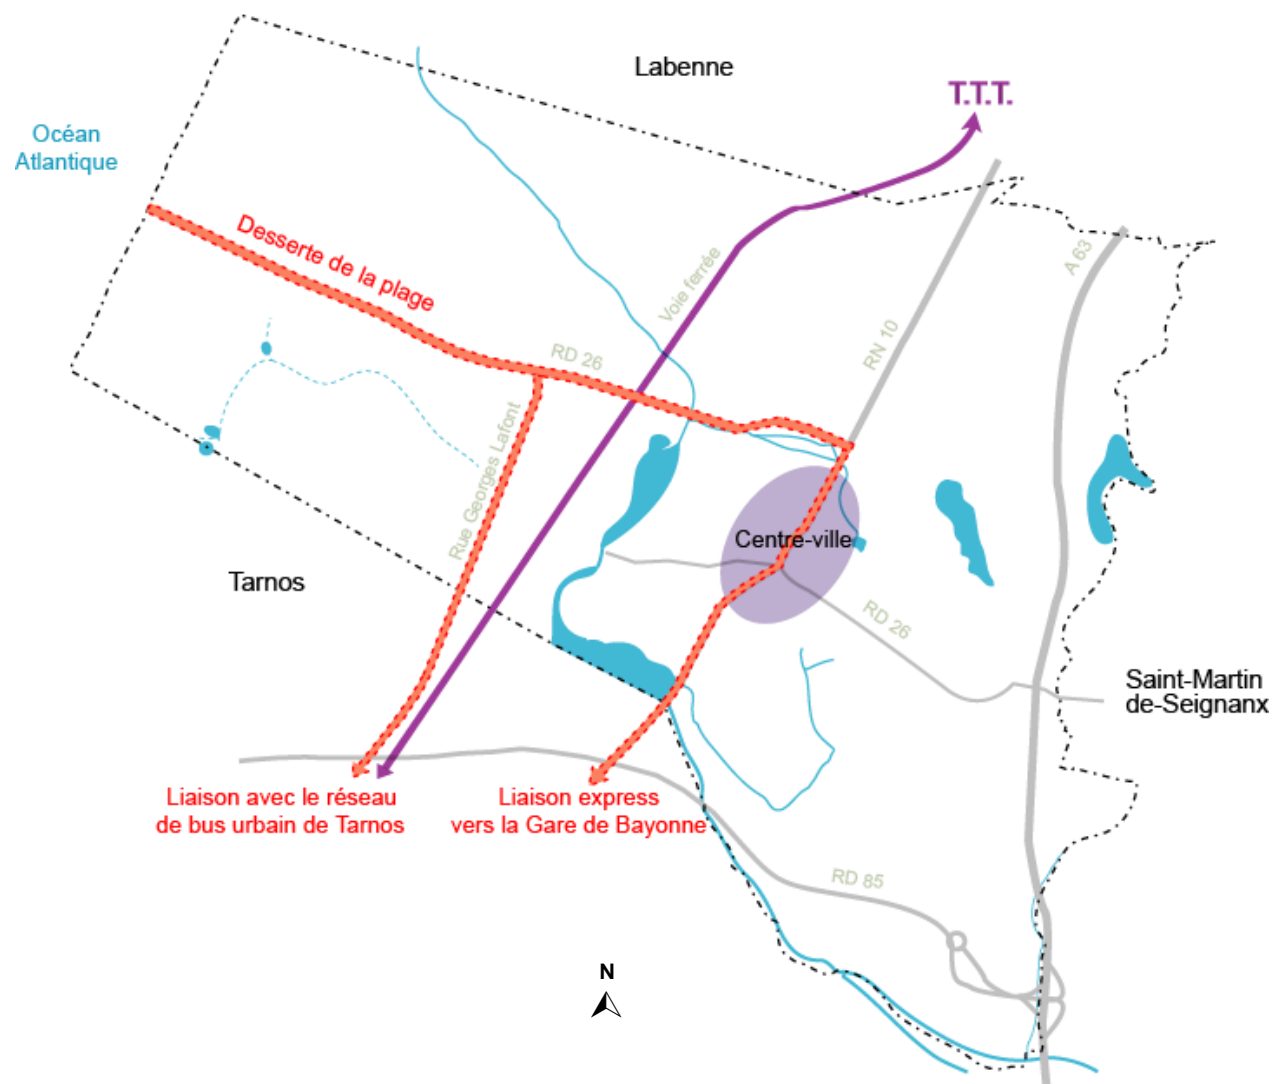 Labenne
T.T.T.
Océan
Atlantique
Desserte de la plage
Voie ferrée
A 63
RN 10
RD 26
Rue Georges Lafont
Centre-ville
Tarnos
RD 26
Saint-Martin
de-Seignanx
Liaison avec le réseau
de bus urbain de Tarnos
Liaison express
vers la Gare de Bayonne
RD 85
N